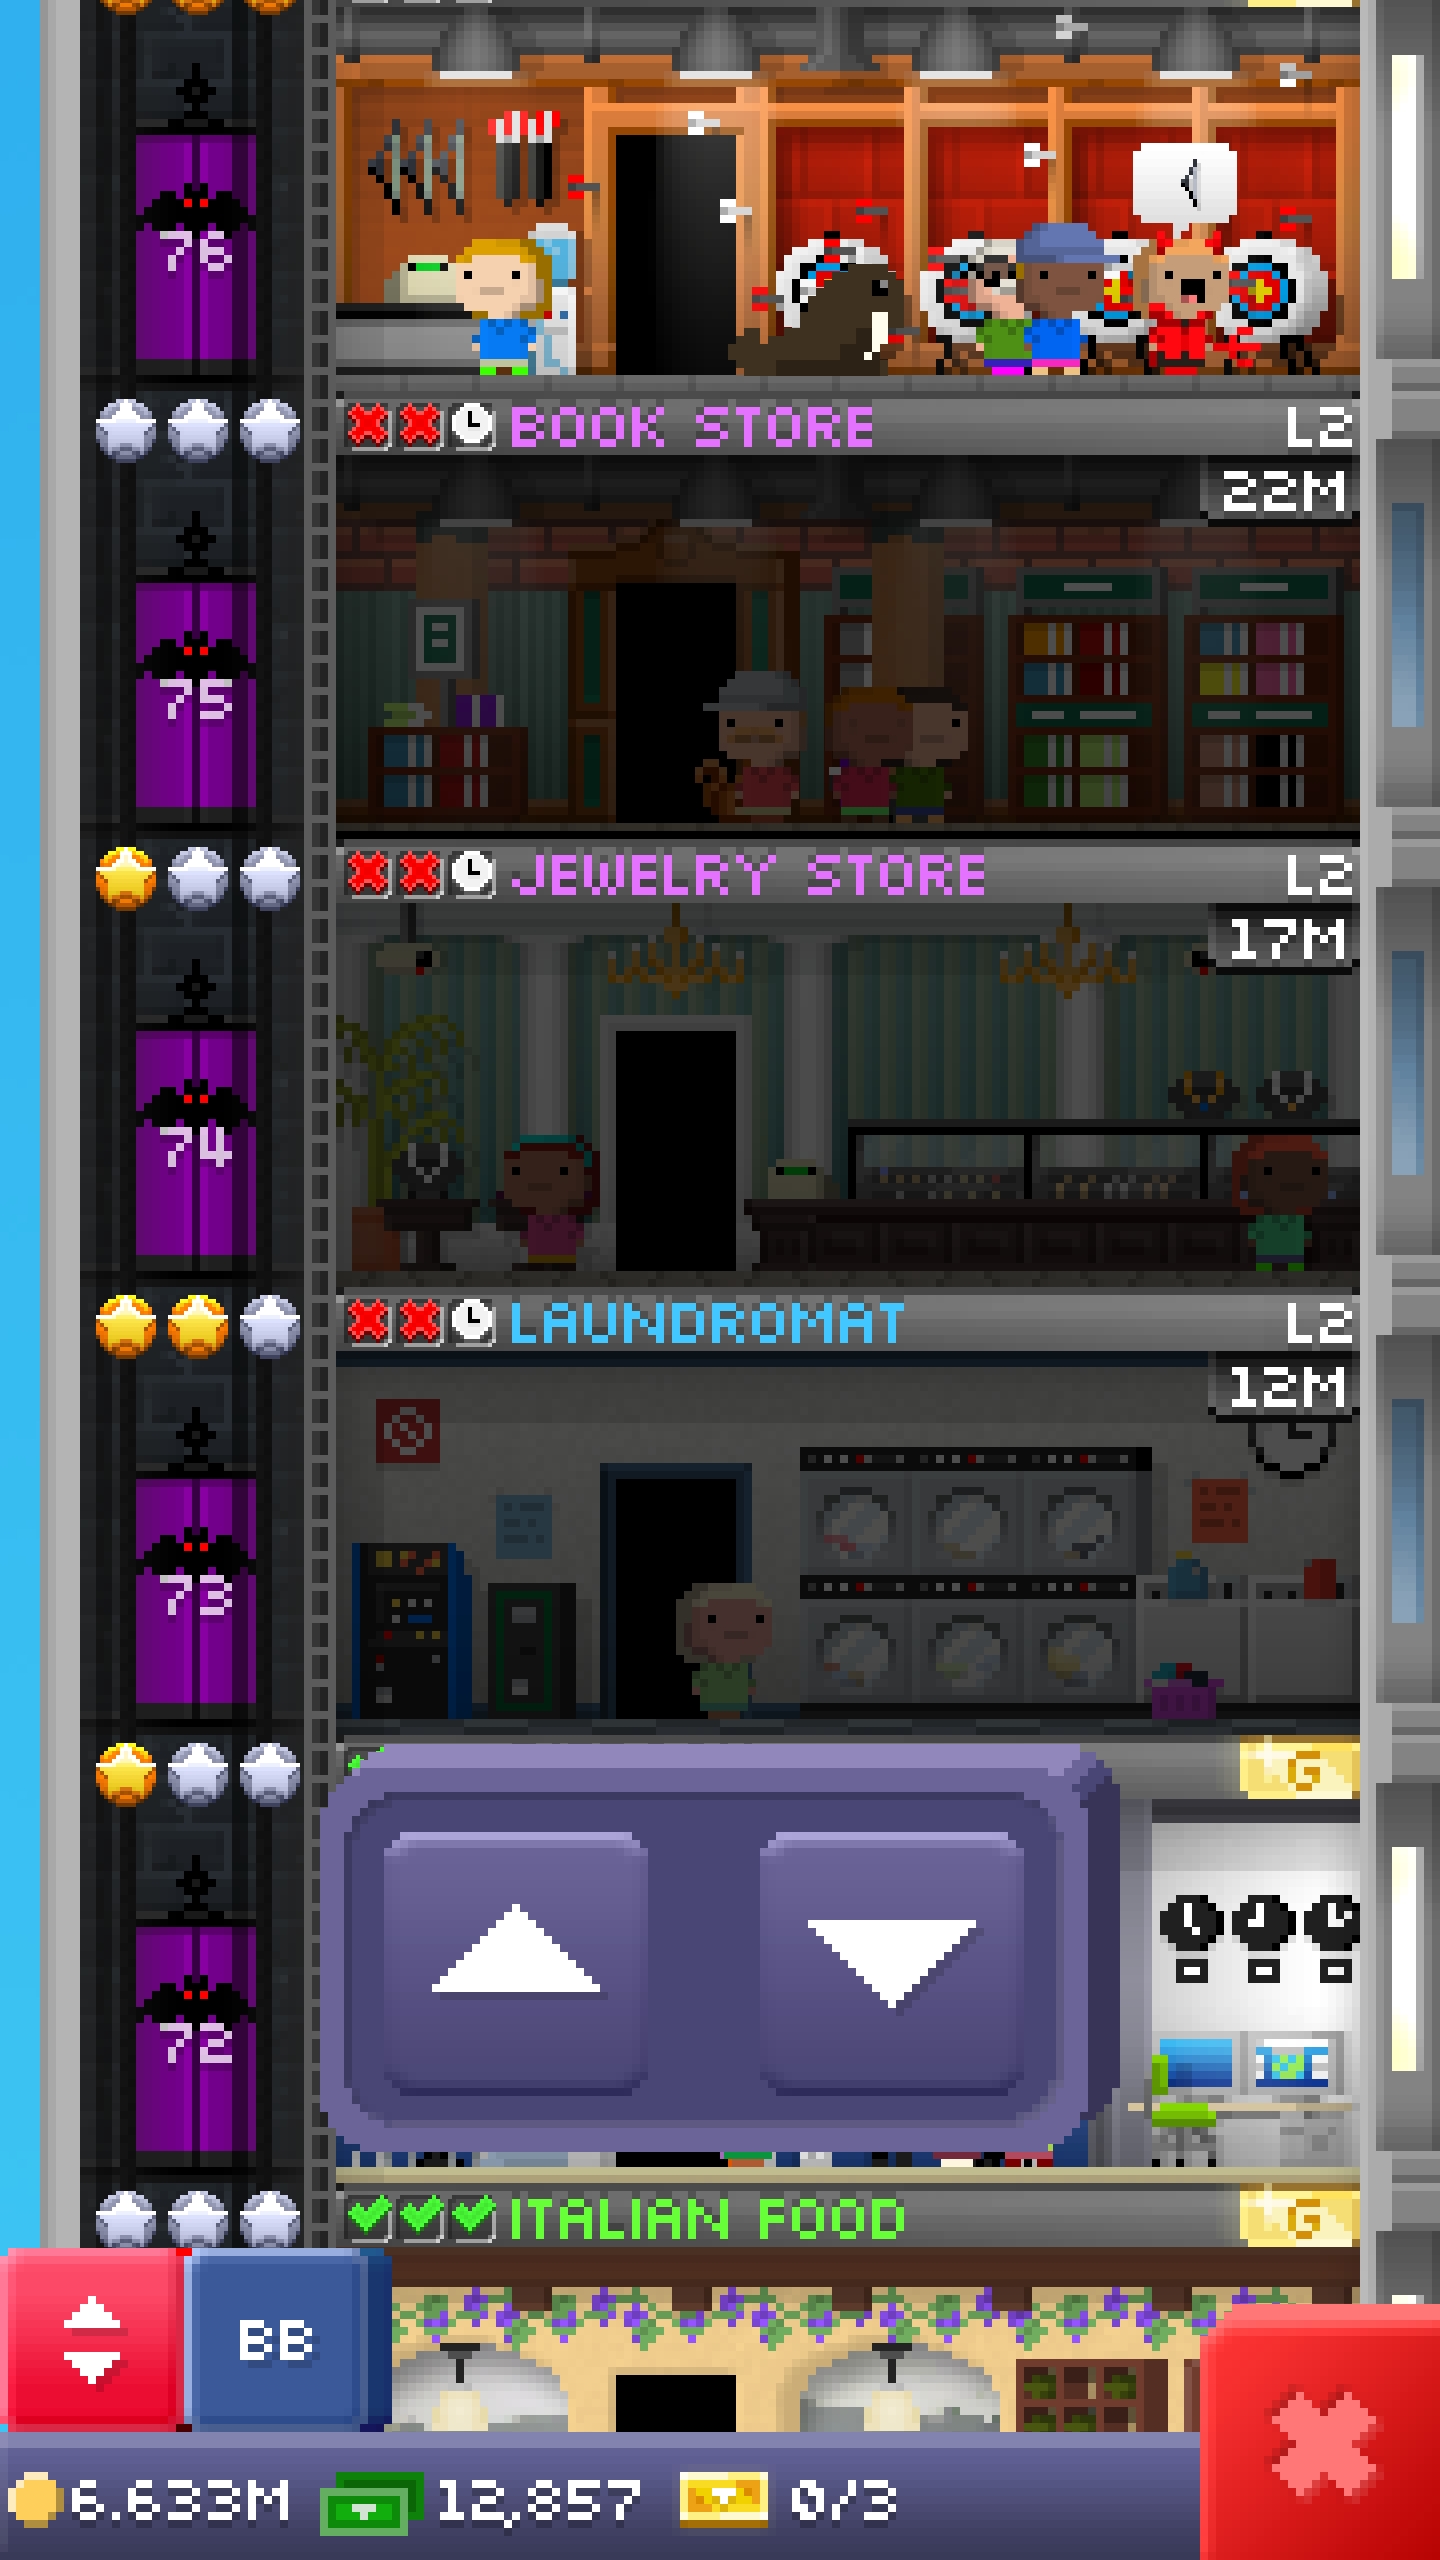 76
BOOK STORE L2
22M
75
JEWELRY STORE L2
17M
74
LAUNDROMAT L2
12M
73
G
72
ITALIAN FOOD G
BB
6.633M 12,857 0/3